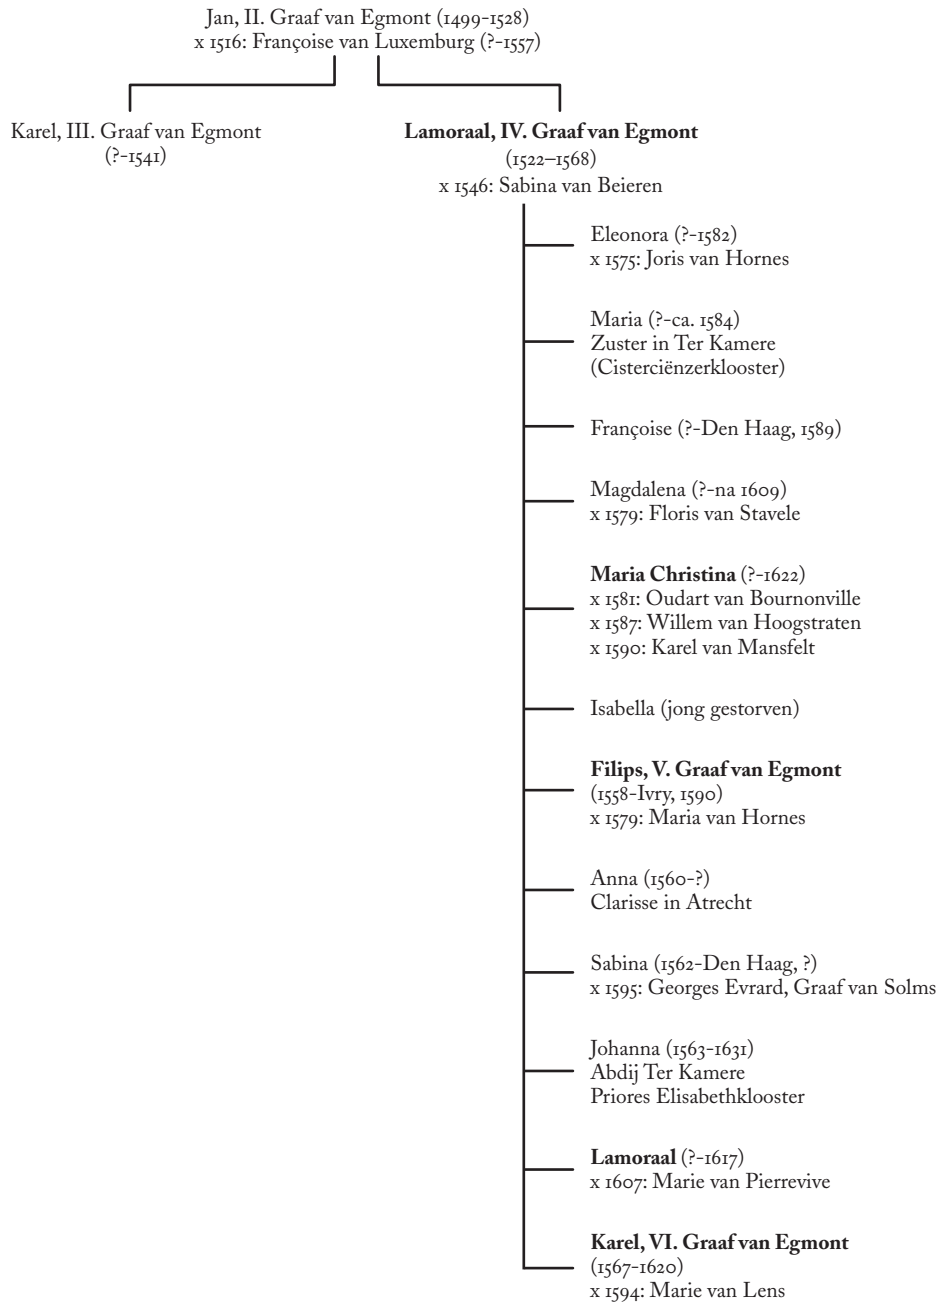 Jan, II. Graaf van Egmont (1499-1528)
x 1516: Françoise van Luxemburg (?-1557)
Karel, III. Graaf van Egmont
(?-1541)
Lamoraal, IV. Graaf van Egmont
(1522–1568)
x 1546: Sabina van Beieren
Eleonora (?-1582)
x 1575: Joris van Hornes
Maria (?-ca. 1584)
Zuster in Ter Kamere
(Cisterciënzerklooster)
Françoise (?-Den Haag, 1589)
Magdalena (?-na 1609)
x 1579: Floris van Stavele
Maria Christina (?-1622)
x 1581: Oudart van Bournonville
x 1587: Willem van Hoogstraten
x 1590: Karel van Mansfelt
Isabella (jong gestorven)
Filips, V. Graaf van Egmont
(1558-Ivry, 1590)
x 1579: Maria van Hornes
Anna (1560-?)
Clarisse in Atrecht
Sabina (1562-Den Haag, ?)
x 1595: Georges Evrard, Graaf van Solms
Johanna (1563-1631)
Abdij Ter Kamere
Priores Elisabethklooster
Lamoraal (?-1617)
x 1607: Marie van Pierrevive
Karel, VI. Graaf van Egmont
(1567-1620)
x 1594: Marie van Lens